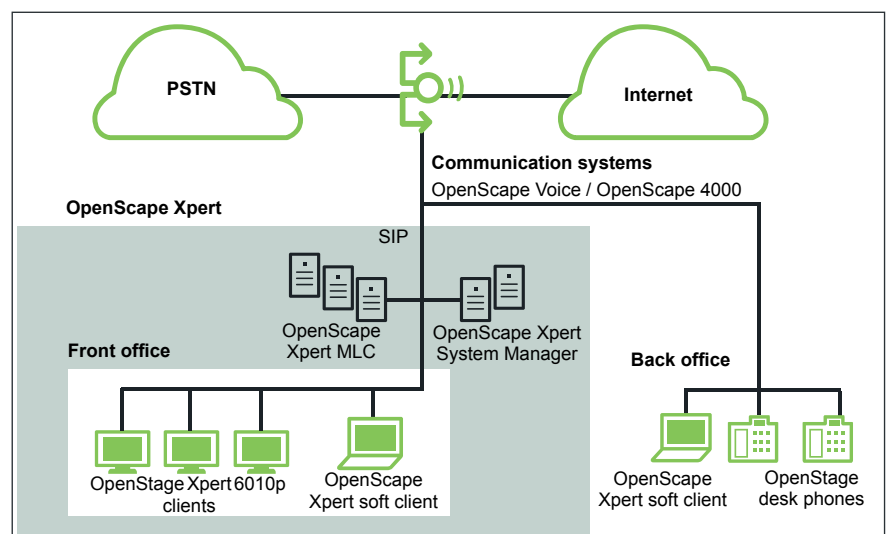 PSTN
Internet
Communication systems
OpenScape Voice / OpenScape 4000
OpenScape Xpert
SIP
OpenScape
Xpert MLC
OpenScape Xpert
System Manager
Front office
Back office
OpenStage Xpert 6010p
clients
OpenScape
Xpert soft client
OpenScape
Xpert soft client
OpenStage
desk phones